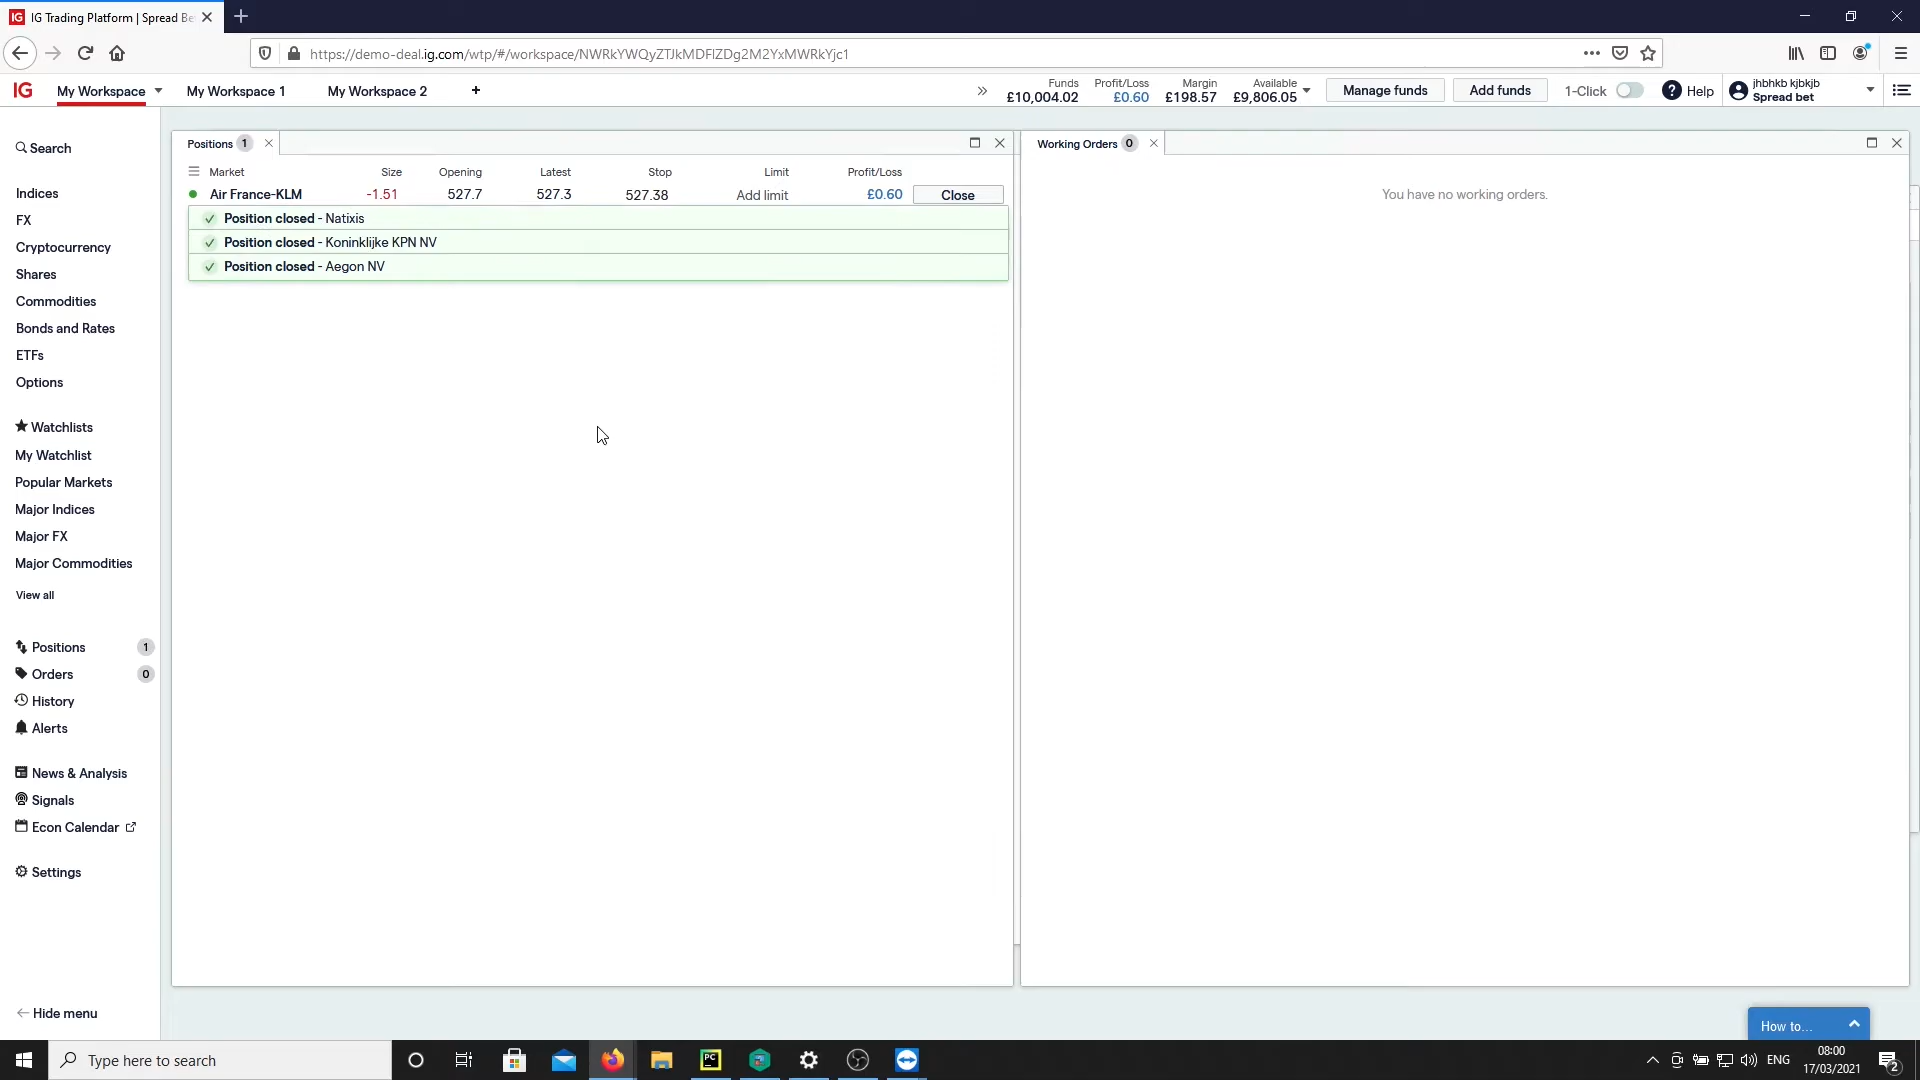 IG Trading Platform | Spread Be
https://demo-deal.ig.com/wtp/#/workspace/NWRkYWQyZTJkMDFlZDg2M2YxMWRkYjc1
IG
My Workspace
My Workspace 1
My Workspace 2
Funds
£10,004.02
Profit/Loss
£0.60
Margin
£198.57
Available
£9,806.05
Manage funds
Add funds
1-Click
Help
jhbhkb kjbkjb
Spread bet
Search
Indices
FX
Cryptocurrency
Shares
Commodities
Bonds and Rates
ETFs
Options
Watchlists
My Watchlist
Popular Markets
Major Indices
Major FX
Major Commodities
View all
Positions 1
Orders 0
History
Alerts
News & Analysis
Signals
Econ Calendar
Settings
Hide menu
Positions 1
Market Size Opening Latest Stop Limit Profit/Loss
Air France-KLM -1.51 527.7 527.3 527.38 Add limit £0.60 Close
Position closed - Natixis
Position closed - Koninklijke KPN NV
Position closed - Aegon NV
Working Orders 0
You have no working orders.
How to...
Type here to search
PC
ENG
08:00
17/03/2021
2